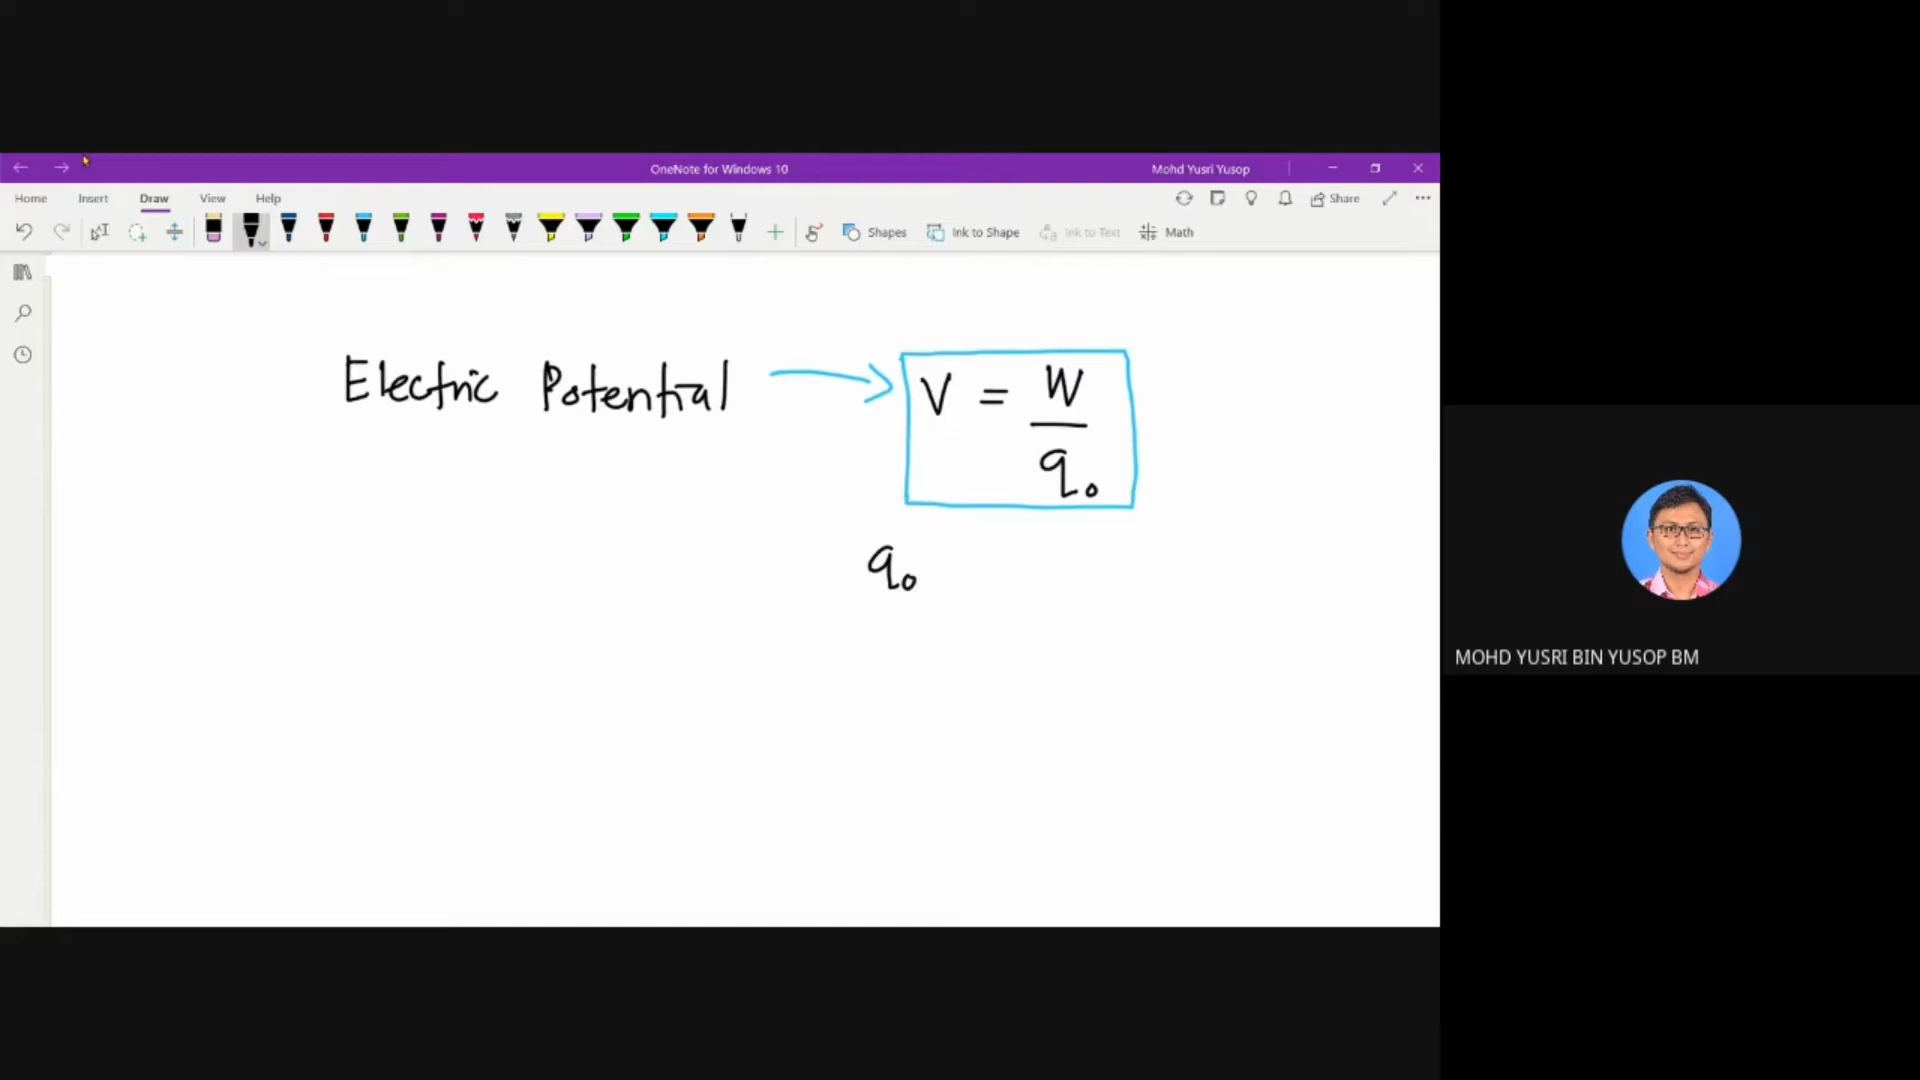 OneNote for Windows 10
Mohd Yusri Yusop
Home Insert Draw View Help
Share
Shapes Ink to Shape Ink to Text Math
Electric Potential → V = W
q₀
q₀
MOHD YUSRI BIN YUSOP BM